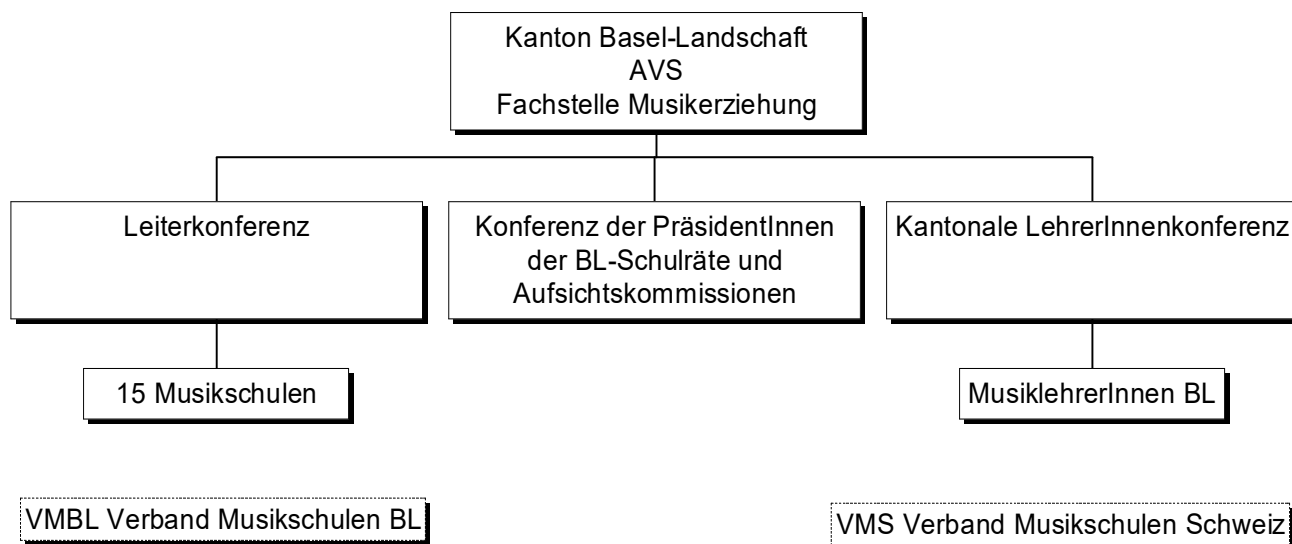 Kanton Basel-Landschaft
AVS
Fachstelle Musikerziehung
Leiterkonferenz
Konferenz der PräsidentInnen
der BL-Schulräte und
Aufsichtskommissionen
Kantonale LehrerInnenkonferenz
15 Musikschulen
MusiklehrerInnen BL
VMBL Verband Musikschulen BL
VMS Verband Musikschulen Schweiz